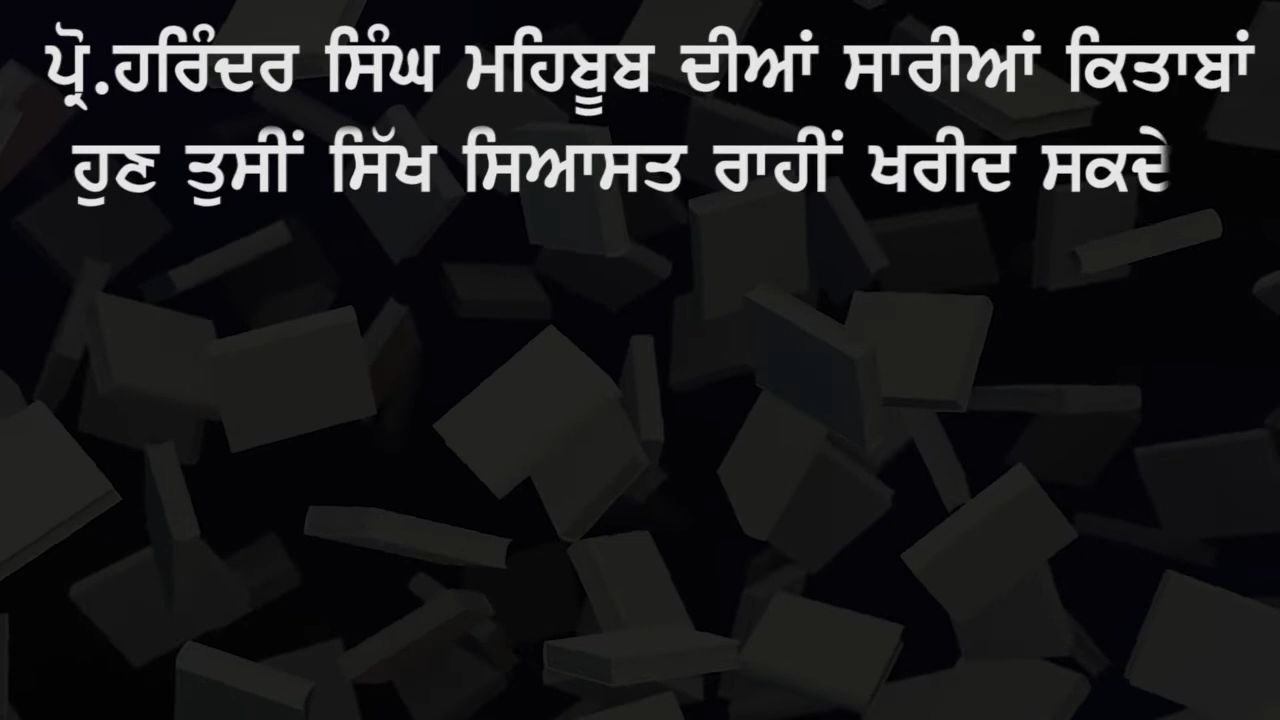 ਪ੍ਰੋ.ਹਰਿੰਦਰ ਸਿੰਘ ਮਹਿਬੂਬ ਦੀਆਂ ਸਾਰੀਆਂ ਕਿਤਾਬਾਂ
ਹੁਣ ਤੁਸੀਂ ਸਿੱਖ ਸਿਆਸਤ ਰਾਹੀਂ ਖਰੀਦ ਸਕਦੇ